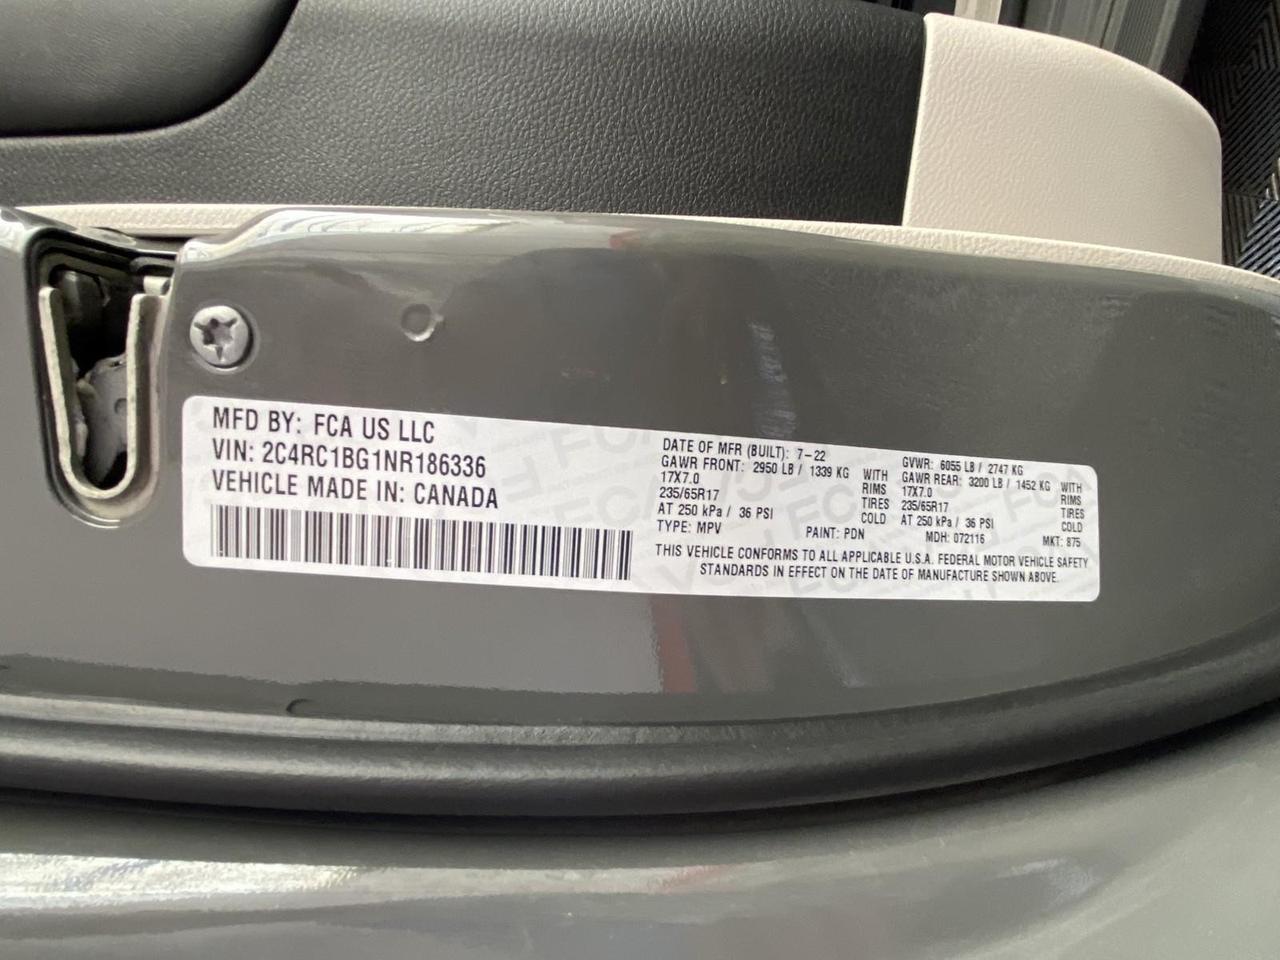 MFD BY: FCA US LLC
VIN: 2C4RC1BG1NR186336
VEHICLE MADE IN: CANADA
DATE OF MFR (BUILT): 7-22 GVWR: 6055 LB / 2747 KG
GAWR FRONT: 2950 LB / 1339 KG WITH GAWR REAR: 3200 LB / 1452 KG WITH
17X7.0 RIMS 17X7.0 RIMS
235/65R17 TIRES 235/65R17 TIRES
AT 250 kPa / 36 PSI COLD AT 250 kPa / 36 PSI COLD
TYPE: MPV PAINT: PDN MDH: 072116 MKT: 875
THIS VEHICLE CONFORMS TO ALL APPLICABLE U.S.A. FEDERAL MOTOR VEHICLE SAFETY
STANDARDS IN EFFECT ON THE DATE OF MANUFACTURE SHOWN ABOVE.